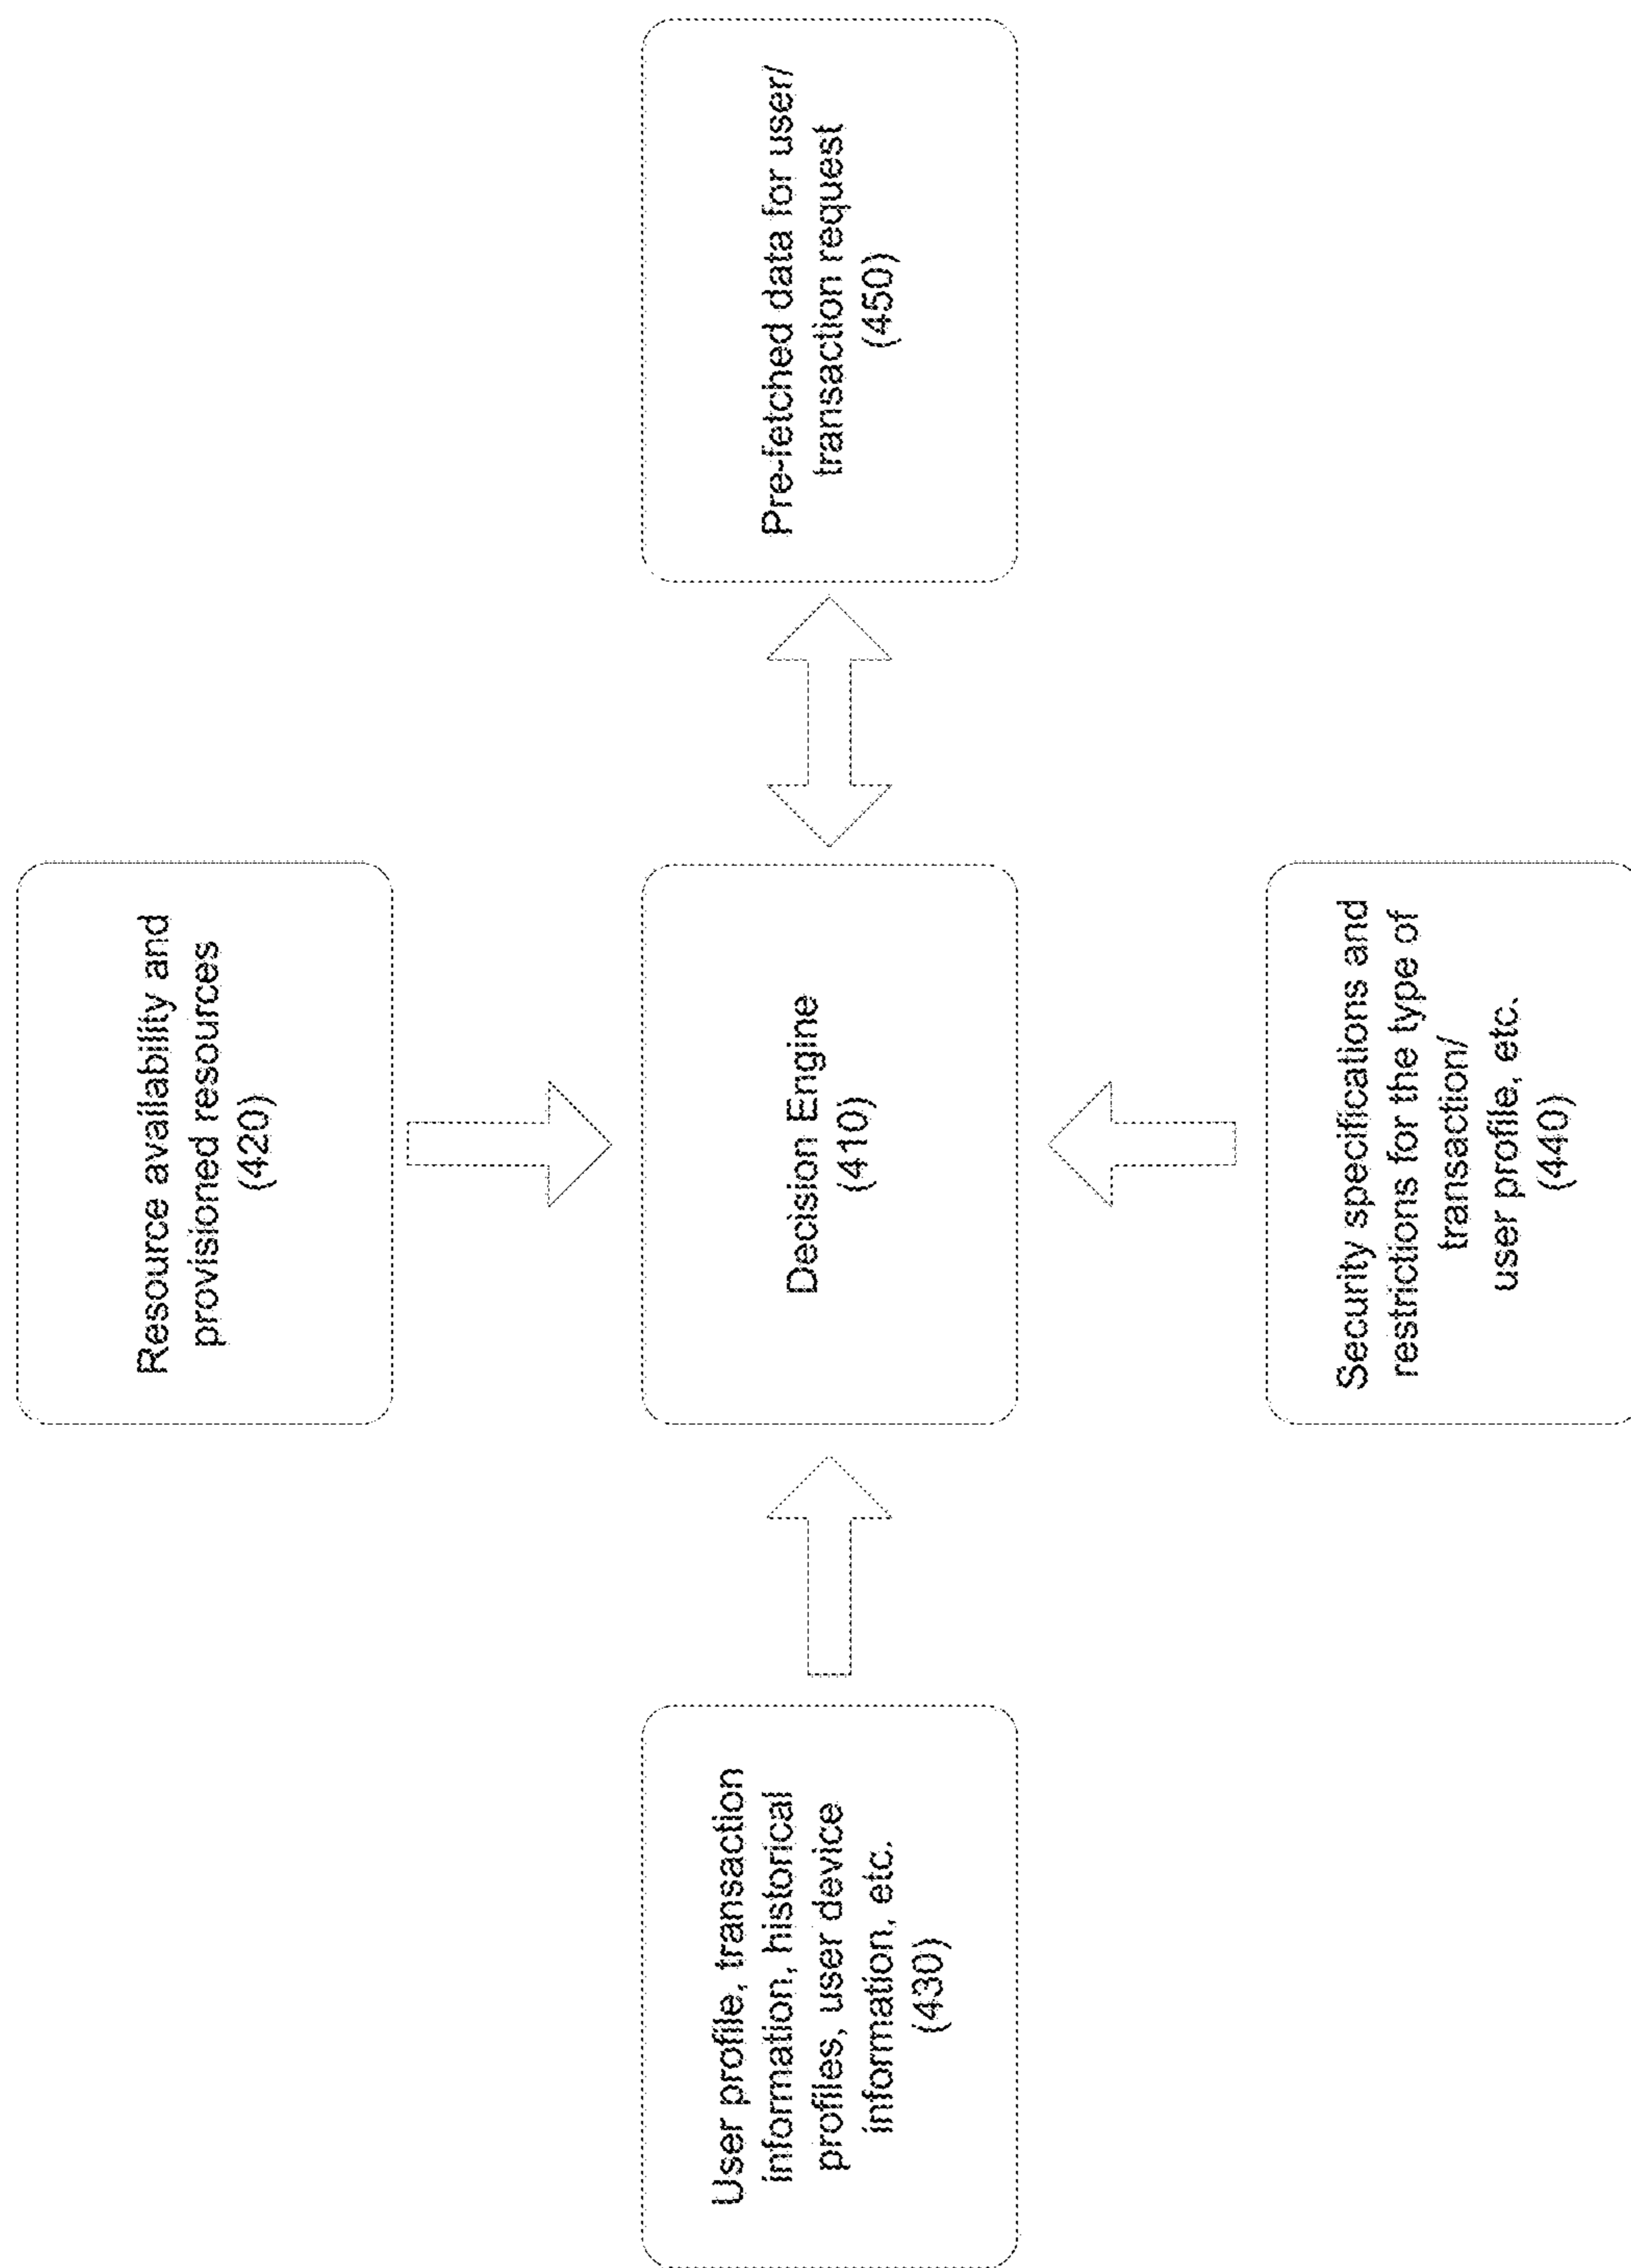 Resource availability and
provisioned resources
(420)
User profile, transaction
information, historical
profiles, user device
information, etc.
(430)
Decision Engine
(410)
Pre-fetched data for user/
transaction request
(450)
Security specifications and
restrictions for the type of
transaction/
user profile, etc.
(440)